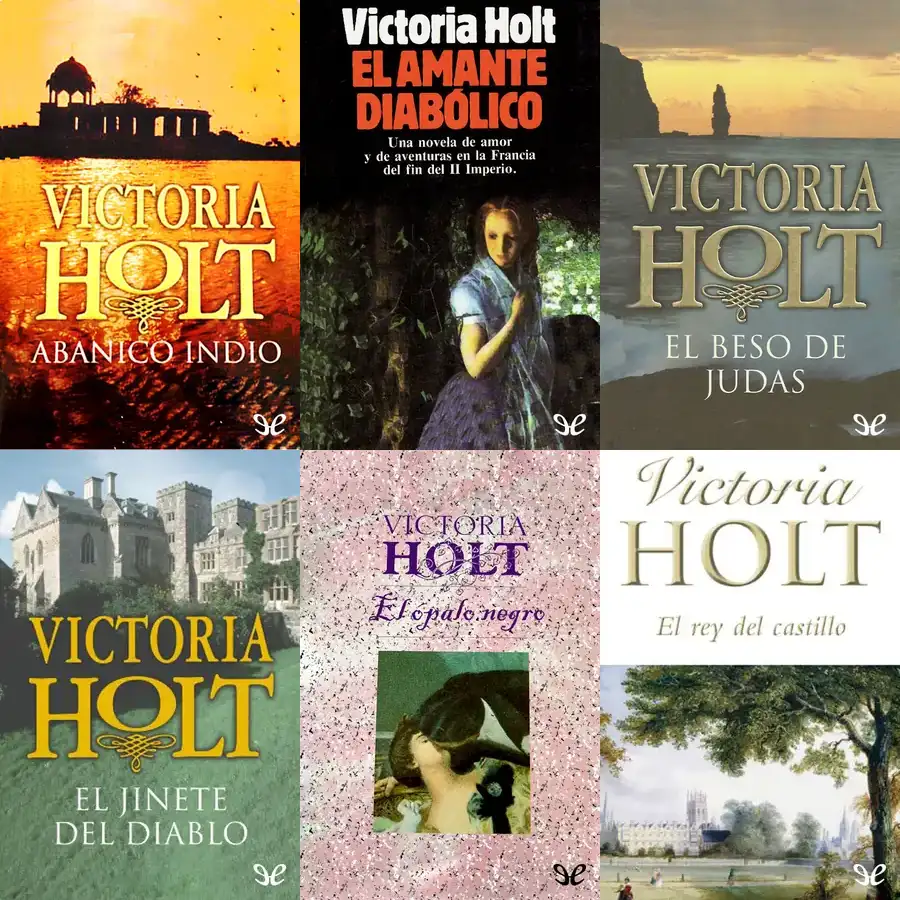 VICTORIA
HOLT
ABANICO INDIO
Victoria Holt
EL AMANTE
DIABÓLICO
Una novela de amor
y de aventuras en la Francia
del fin del II Imperio.
VICTORIA
HOLT
EL BESO DE
JUDAS
VICTORIA
HOLT
EL JINETE
DEL DIABLO
VICTORIA
HOLT
El opalo negro
Victoria
HOLT
El rey del castillo